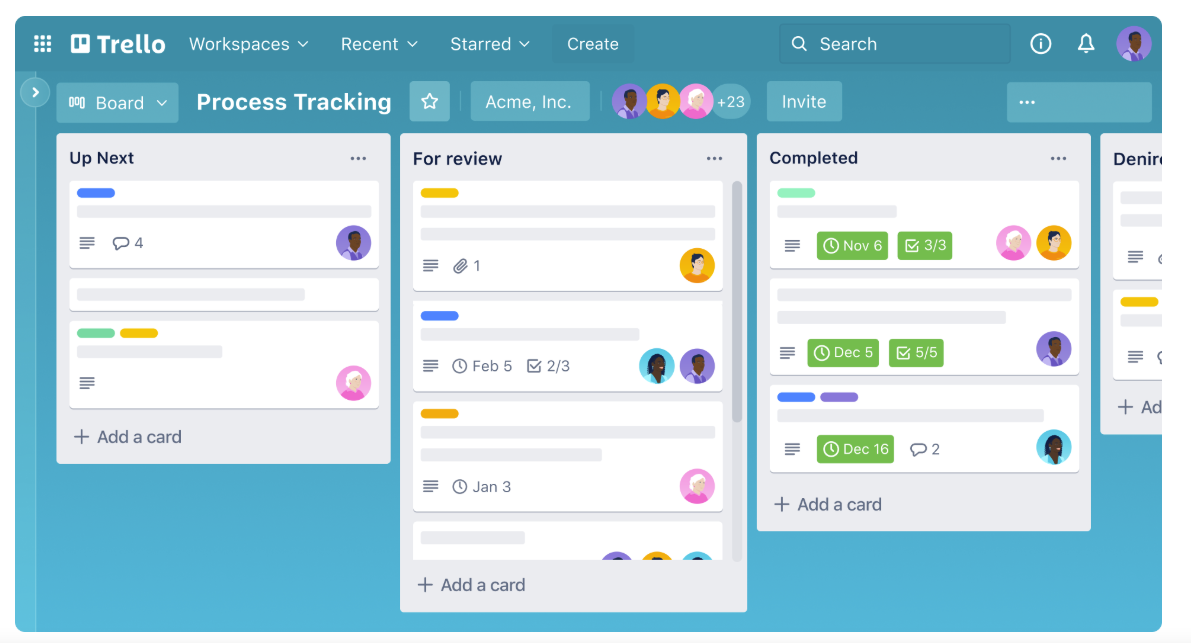 Trello Workspaces Recent Starred Create Search
Board Process Tracking Acme, Inc. +23 Invite
Up Next
4
Add a card
For review
1
Feb 5 2/3
Jan 3
Add a card
Completed
Nov 6 3/3
Dec 5 5/5
Dec 16 2
Add a card